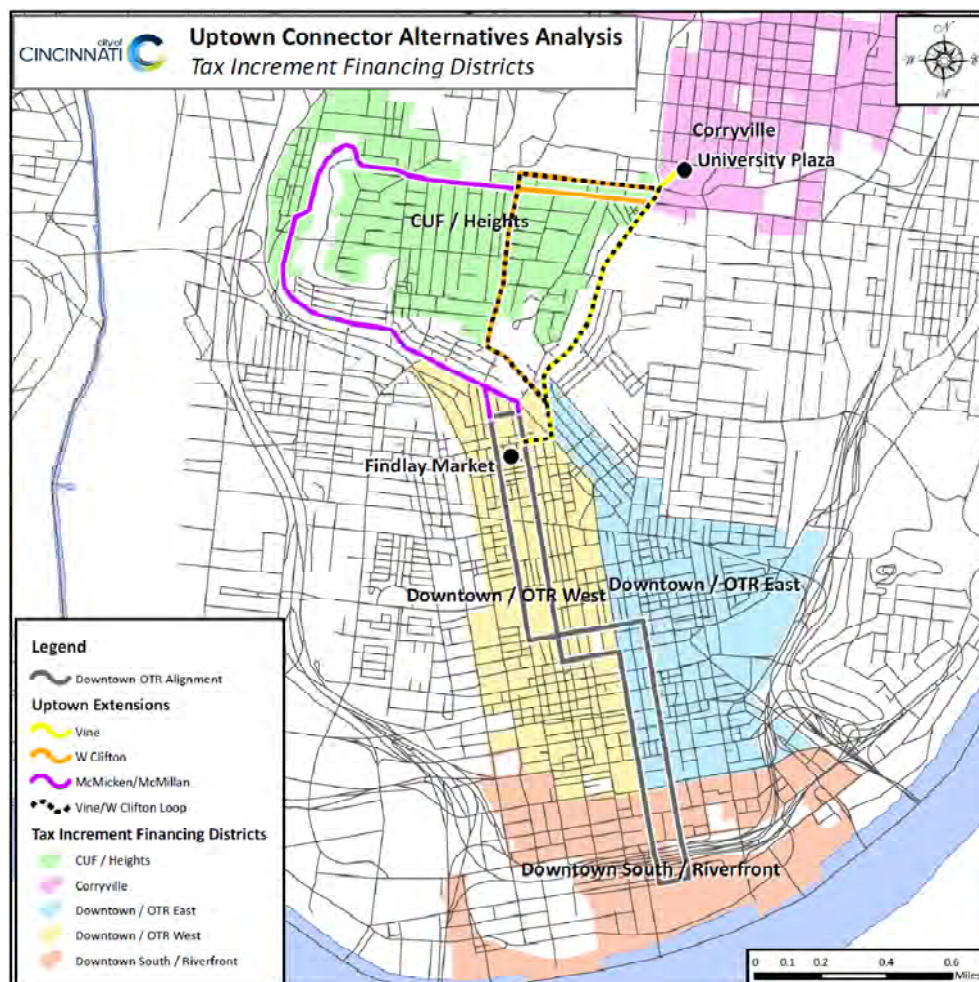 city of
CINCINNATI
Uptown Connector Alternatives Analysis
Tax Increment Financing Districts
N
W
E
S
Corryville
University Plaza
CUF / Heights
Findlay Market
Downtown / OTR West
Downtown / OTR East
Downtown South / Riverfront
Legend
Downtown OTR Alignment
Uptown Extensions
Vine
W Clifton
McMicken/McMillan
Vine/W Clifton Loop
Tax Increment Financing Districts
CUF / Heights
Corryville
Downtown / OTR East
Downtown / OTR West
Downtown South / Riverfront
0 0.1 0.2 0.4 0.6
Miles